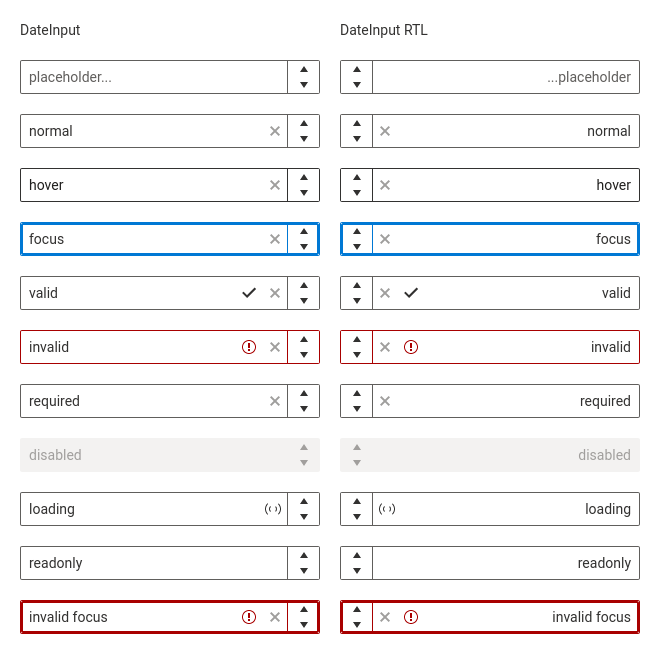 DateInput
DateInput RTL
placeholder...
...placeholder
normal
normal
hover
hover
focus
focus
valid
valid
invalid
invalid
required
required
disabled
disabled
loading
loading
readonly
readonly
invalid focus
invalid focus